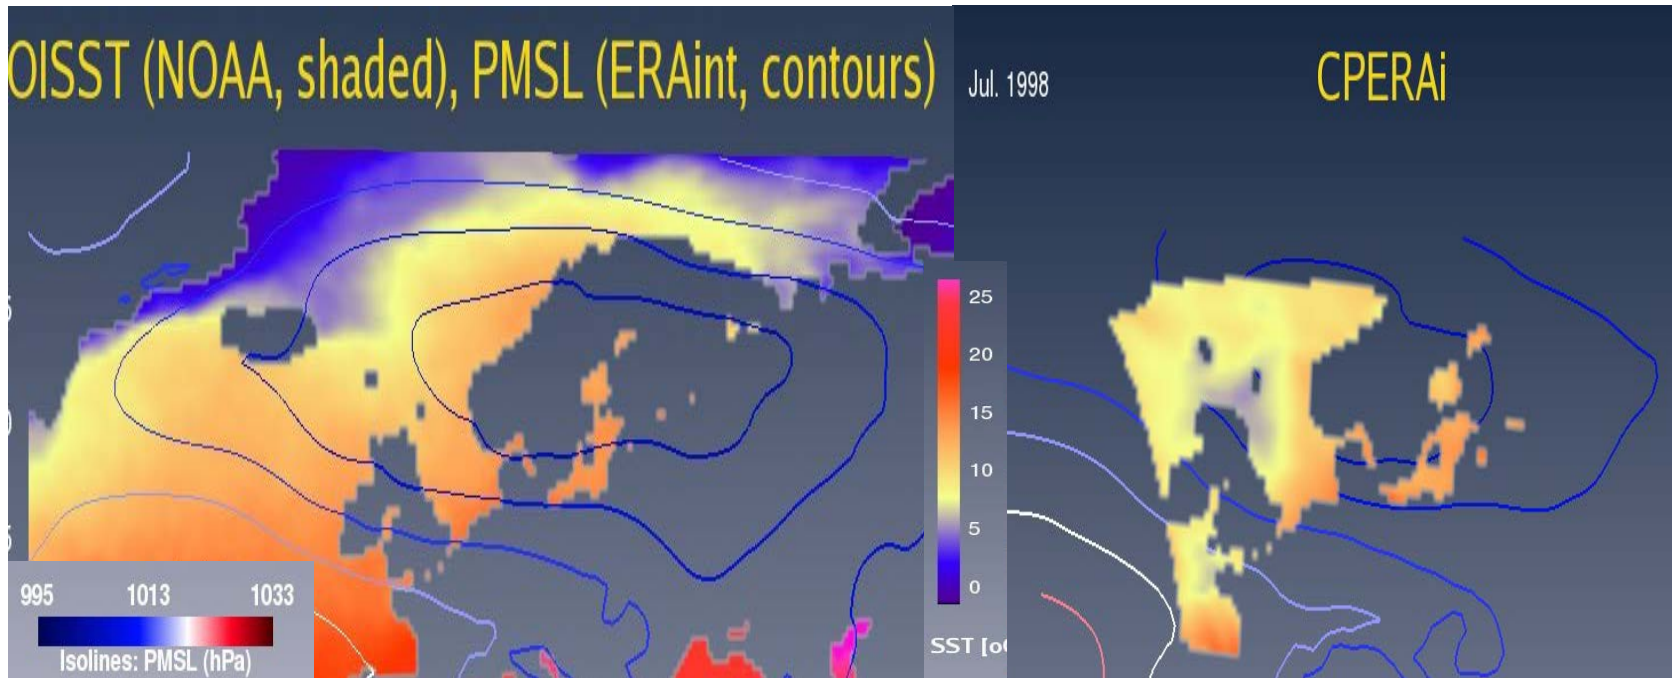 OISST (NOAA, shaded), PMSL (ERAint, contours)
Jul. 1998
CPERAi
25
20
15
10
5
0
SST [o
995 1013 1033
Isolines: PMSL (hPa)